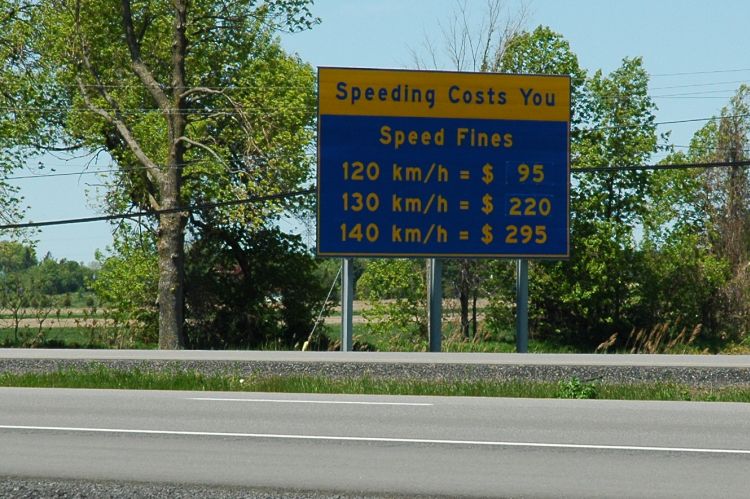 Speeding Costs You
Speed Fines
120 km/h = $ 95
130 km/h = $ 220
140 km/h = $ 295